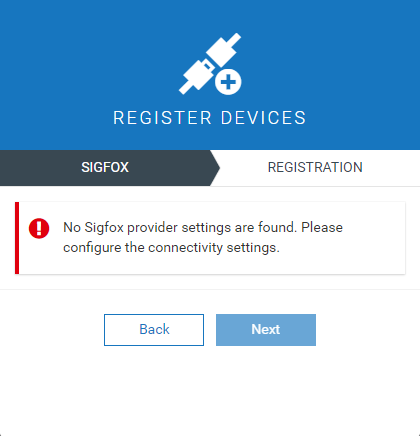 REGISTER DEVICES
SIGFOX
REGISTRATION
No Sigfox provider settings are found. Please
configure the connectivity settings.
Back
Next